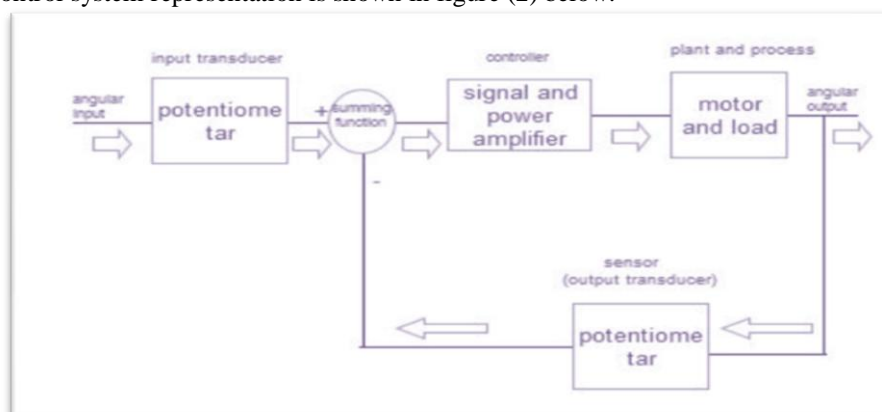 ontrol system representation is shown in figure (2) below.
input transducer
controller
plant and process
angular
input
potentiome
tar
+
summing
function
signal and
power
amplifier
motor
and load
angular
output
-
sensor
(output transducer)
potentiome
tar